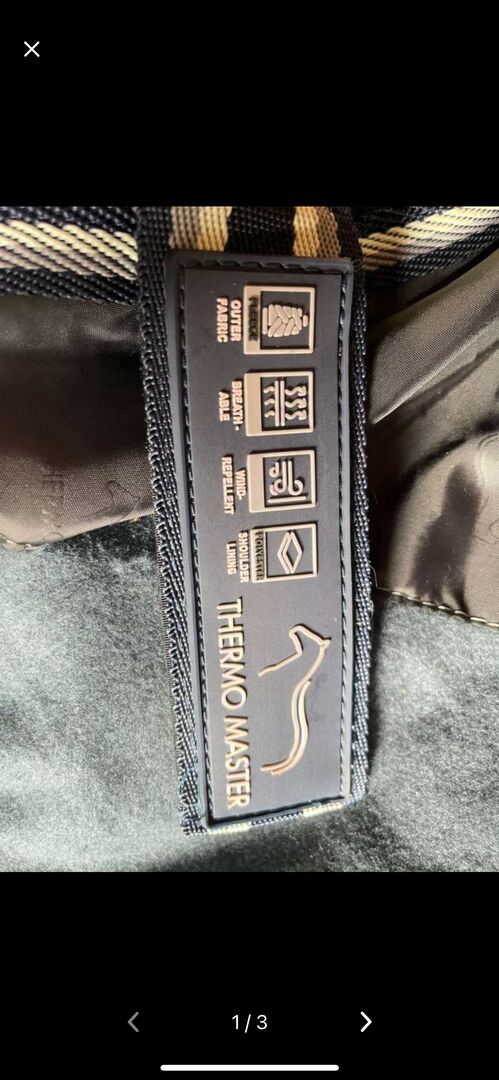 FLEECE
OUTER
FABRIC
BREATH-
ABLE
WIND-
REPELLENT
POLYESTER
SHOULDER
LINING
THERMO MASTER
1 / 3